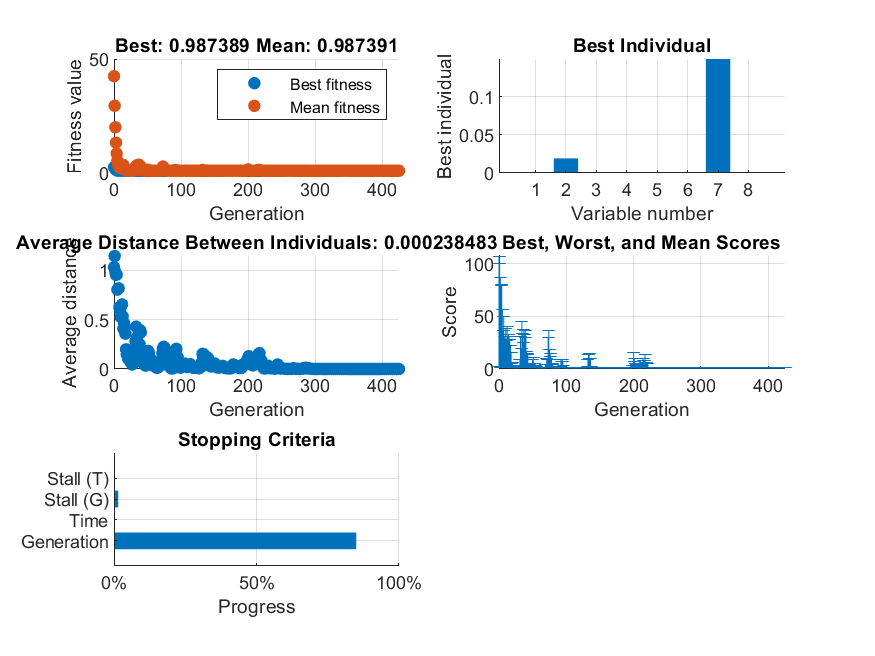 Best: 0.987389 Mean: 0.987391
Fitness value
50
0
Best fitness
Mean fitness
0 100 200 300 400
Generation
Best Individual
Best individual
0.1
0.05
0
1 2 3 4 5 6 7 8
Variable number
Average Distance Between Individuals: 0.000238483
Average distance
1
0.5
0
0 100 200 300 400
Generation
Best, Worst, and Mean Scores
Score
100
50
0
0 100 200 300 400
Generation
Stopping Criteria
Stall (T)
Stall (G)
Time
Generation
0% 50% 100%
Progress